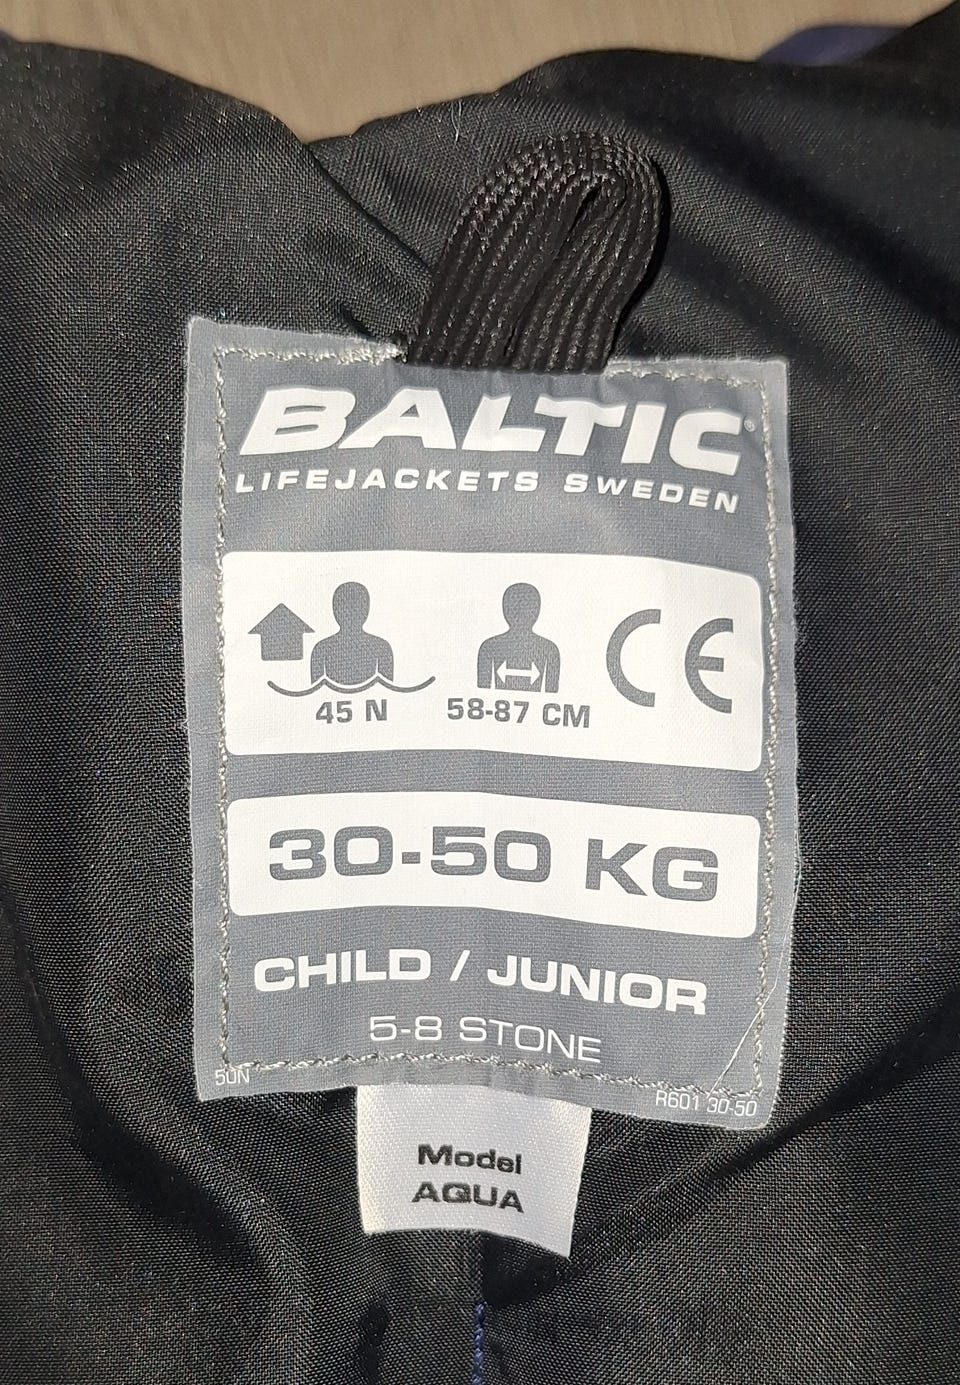 BALTIC®
LIFEJACKETS SWEDEN
45 N 58-87 CM CE
30-50 KG
CHILD / JUNIOR
5-8 STONE
50N R601 30-50
Model
AQUA